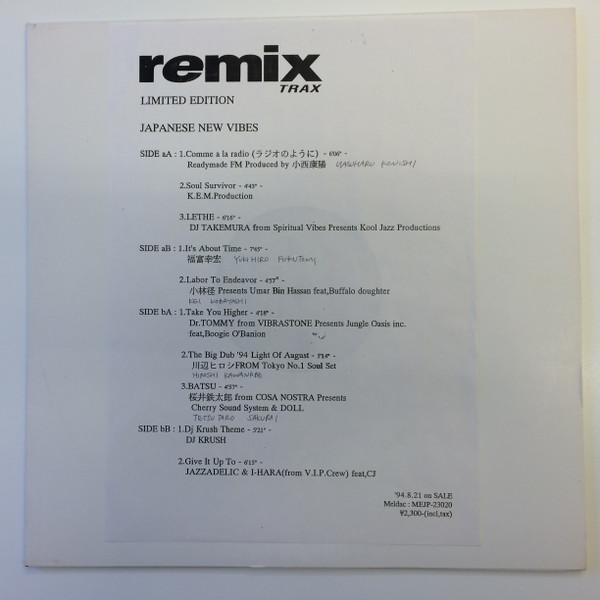 remix
TRAX
LIMITED EDITION
JAPANESE NEW VIBES
SIDE aA : 1.Comme a la radio (ラジオのように) - 6'06" -
Readymade FM Produced by 小西康陽 YASUHARU KONISHI
2.Soul Survivor - 4'43" -
K.E.M.Production
3.LETHE - 6'16" -
DJ TAKEMURA from Spiritual Vibes Presents Kool Jazz Productions
SIDE aB : 1.It's About Time - 7'45" -
福富幸宏 YUKIHIRO FUKUTOMI
2.Labor To Endeavor - 4'57" -
小林径 Presents Umar Bin Hassan feat,Buffalo doughter
KEI KOBAYASHI
SIDE bA : 1.Take You Higher - 4'18" -
Dr.TOMMY from VIBRASTONE Presents Jungle Oasis inc.
feat,Boogie O'Banion
2.The Big Dub '94 Light Of August - 5'14" -
川辺ヒロシFROM Tokyo No.1 Soul Set
HIROSHI KAWANABE
3.BATSU - 4'57" -
桜井鉄太郎 from COSA NOSTRA Presents
Cherry Sound System & DOLL
TETSUTARO SAKURAI
SIDE bB : 1.Dj Krush Theme - 5'21" -
DJ KRUSH
2.Give It Up To - 6'15" -
JAZZADELIC & I-HARA(from V.I.P.Crew) feat,CJ
'94.8.21 on SALE
Meldac : MEJP-23020
¥2,300-(incl,tax)